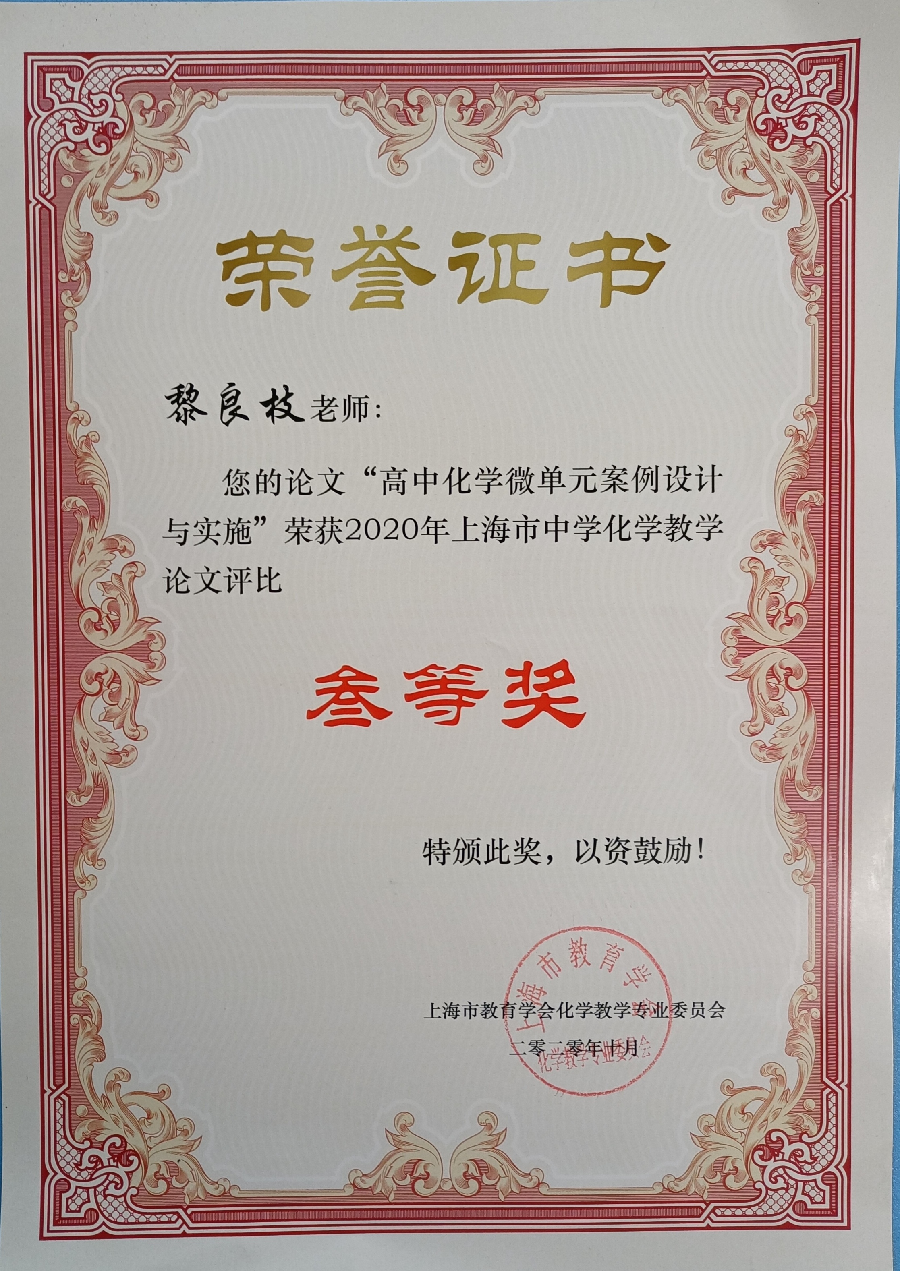 荣誉证书
黎良枝老师：
您的论文“高中化学微单元案例设计
与实施”荣获2020年上海市中学化学教学
论文评比
叁等奖
特颁此奖，以资鼓励！
上海市教育学会
上海市教育学会化学教学专业委员会
二零二零年十月
化学教学专业委员会